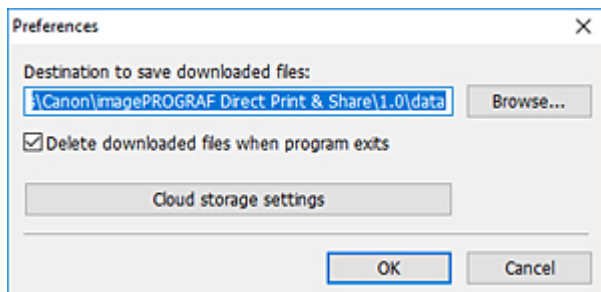 Preferences
Destination to save downloaded files:
\Canon\imagePROGRAF Direct Print & Share\1.0\data
Browse...
Delete downloaded files when program exits
Cloud storage settings
OK
Cancel